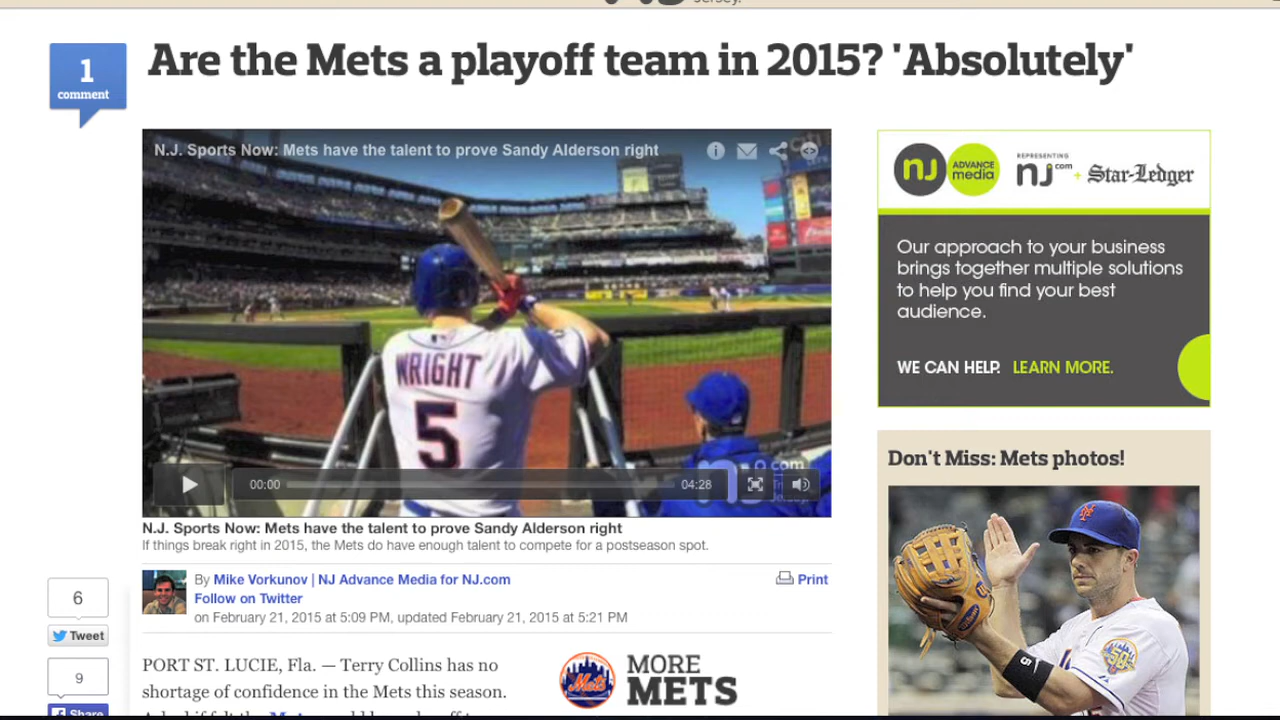 Jersey.
1
comment
Are the Mets a playoff team in 2015? 'Absolutely'
N.J. Sports Now: Mets have the talent to prove Sandy Alderson right
WRIGHT
5
00:00
04:28
N.J. Sports Now: Mets have the talent to prove Sandy Alderson right
If things break right in 2015, the Mets do have enough talent to compete for a postseason spot.
By Mike Vorkunov | NJ Advance Media for NJ.com
Follow on Twitter
on February 21, 2015 at 5:09 PM, updated February 21, 2015 at 5:21 PM
Print
6
Tweet
9
Share
PORT ST. LUCIE, Fla. — Terry Collins has no
shortage of confidence in the Mets this season.
Mets
MORE
METS
nj ADVANCE
media
REPRESENTING
nj.com + Star-Ledger
Our approach to your business
brings together multiple solutions
to help you find your best
audience.
WE CAN HELP. LEARN MORE.
Don't Miss: Mets photos!
5
50